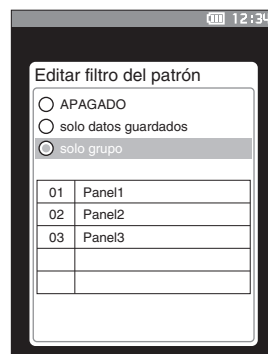 12:34
Editar filtro del patrón
APAGADO
solo datos guardados
solo grupo
01 Panel1
02 Panel2
03 Panel3